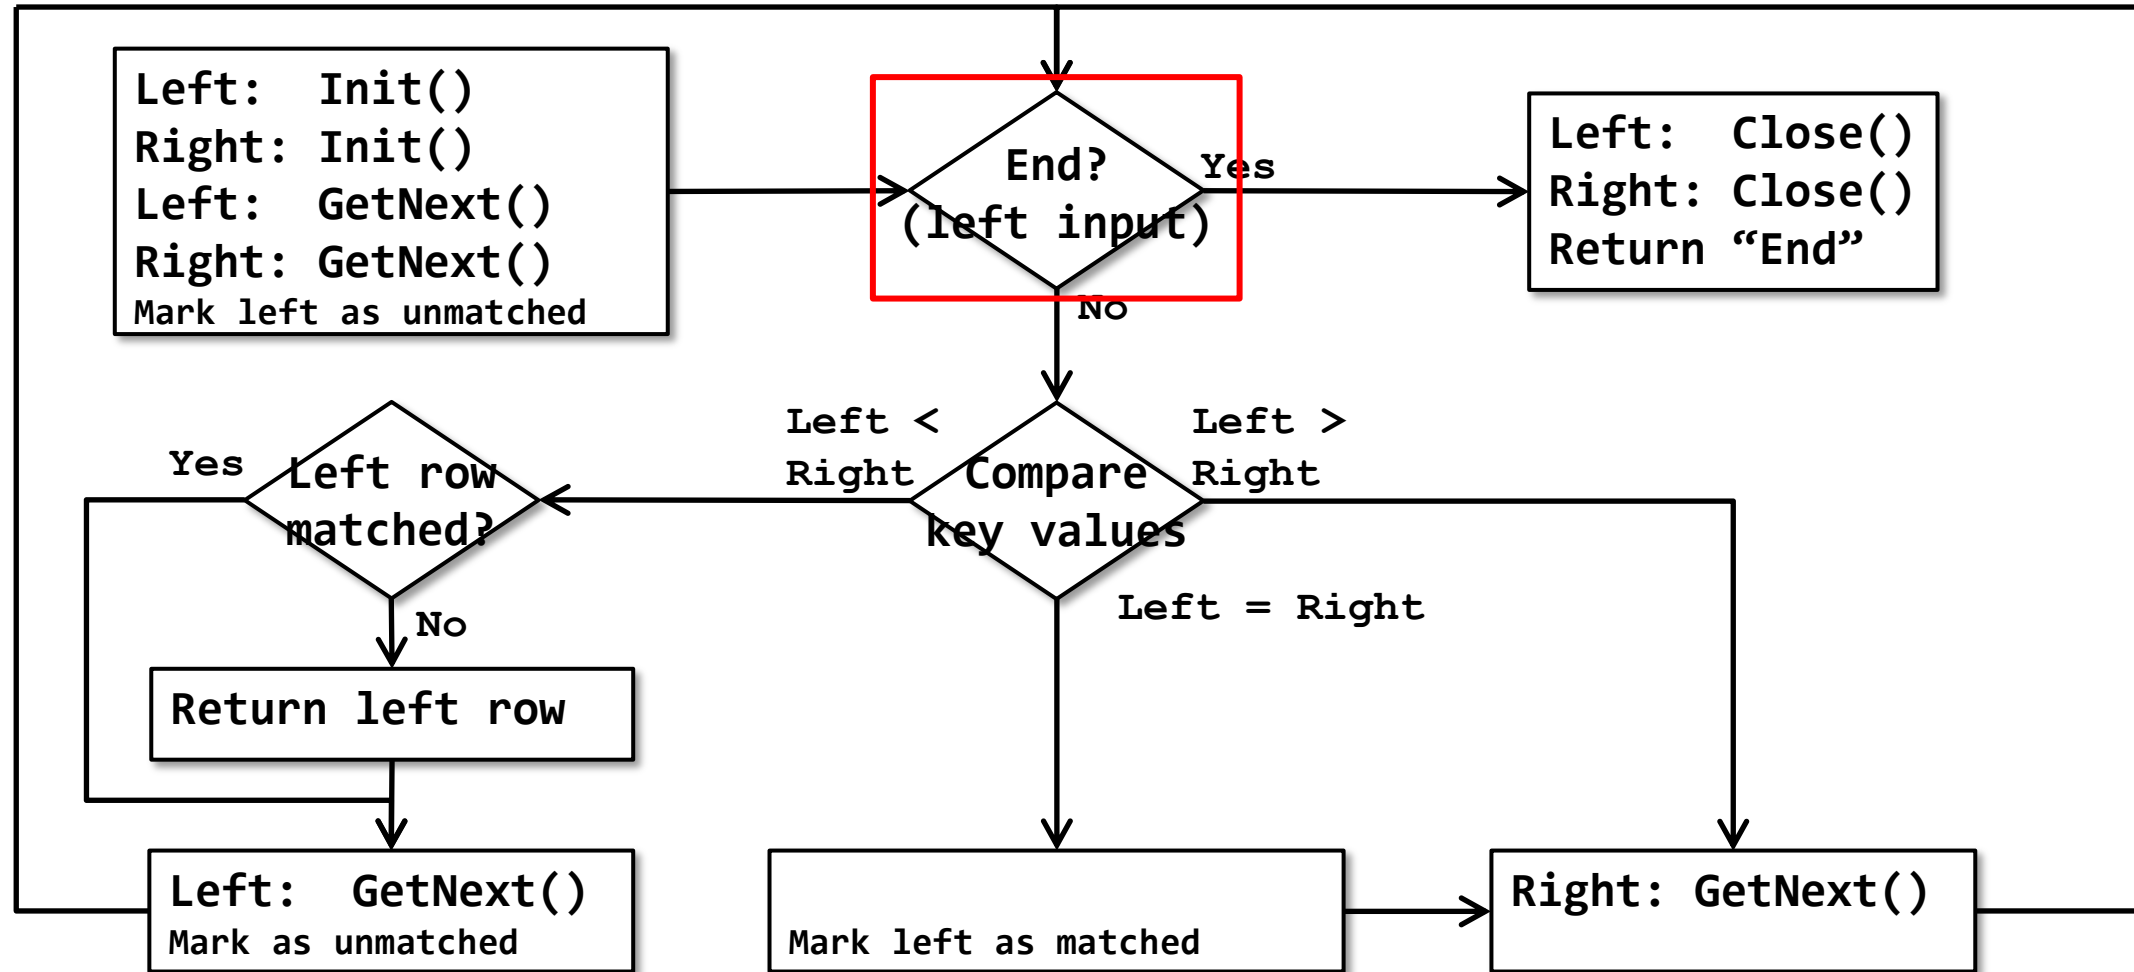 Left:  Init()
Right: Init()
Left:  GetNext()
Right: GetNext()
Mark left as unmatched
End?
(left input)
Yes
No
Left:  Close()
Right: Close()
Return “End”
Left <
Right
Compare
key values
Left >
Right
Left = Right
Yes
Left row
matched?
No
Return left row
Left:  GetNext()
Mark as unmatched
Mark left as matched
Right: GetNext()